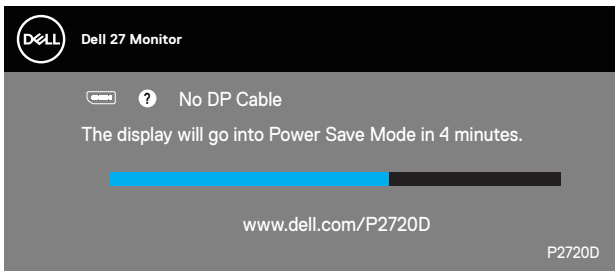 DELL Dell 27 Monitor
? No DP Cable
The display will go into Power Save Mode in 4 minutes.
www.dell.com/P2720D
P2720D